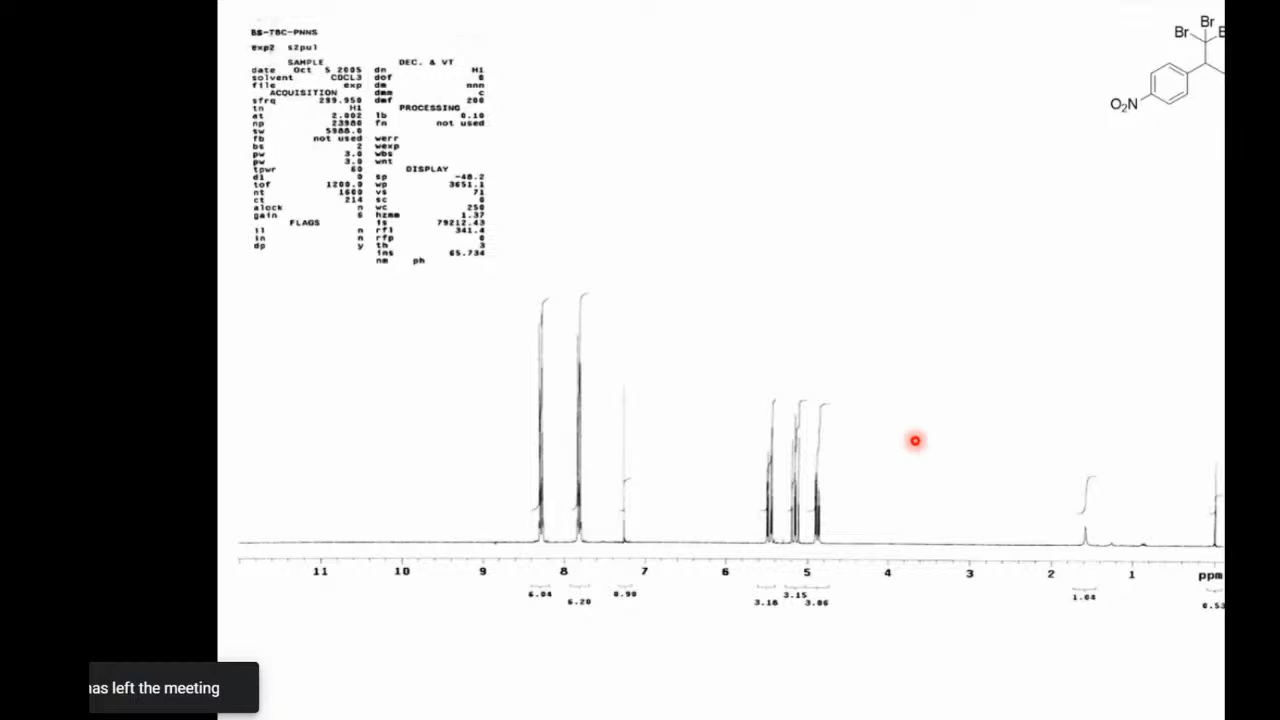 BS-TBC-PNNS
exp2 s2pul
SAMPLE DEC. & VT
date Oct 5 2005 dn H1
solvent CDCL3 dof 0
file exp dm nnn
ACQUISITION dmm c
sfrq 299.950 dmf 200
tn H1 PROCESSING
at 2.002 lb 0.10
np 23980 fn not used
sw 5988.0
fb not used werr
bs 2 wexp
pw 3.0 wbs
pw 3.0 wnt
tpwr 60 DISPLAY
d1 0 sp -48.2
tof 1200.0 wp 3651.1
nt 1600 vs 71
ct 214 sc 0
alock n wc 250
gain 6 hzmm 1.37
FLAGS is 79212.43
il n rfl 341.4
in n rfp 0
dp y th 3
ins 65.734
nm ph
Br
Br
O2N
11 10 9 8 7 6 5 4 3 2 1 ppm
6.04 6.20 0.90 3.18 3.15 3.06 1.04 0.53
has left the meeting